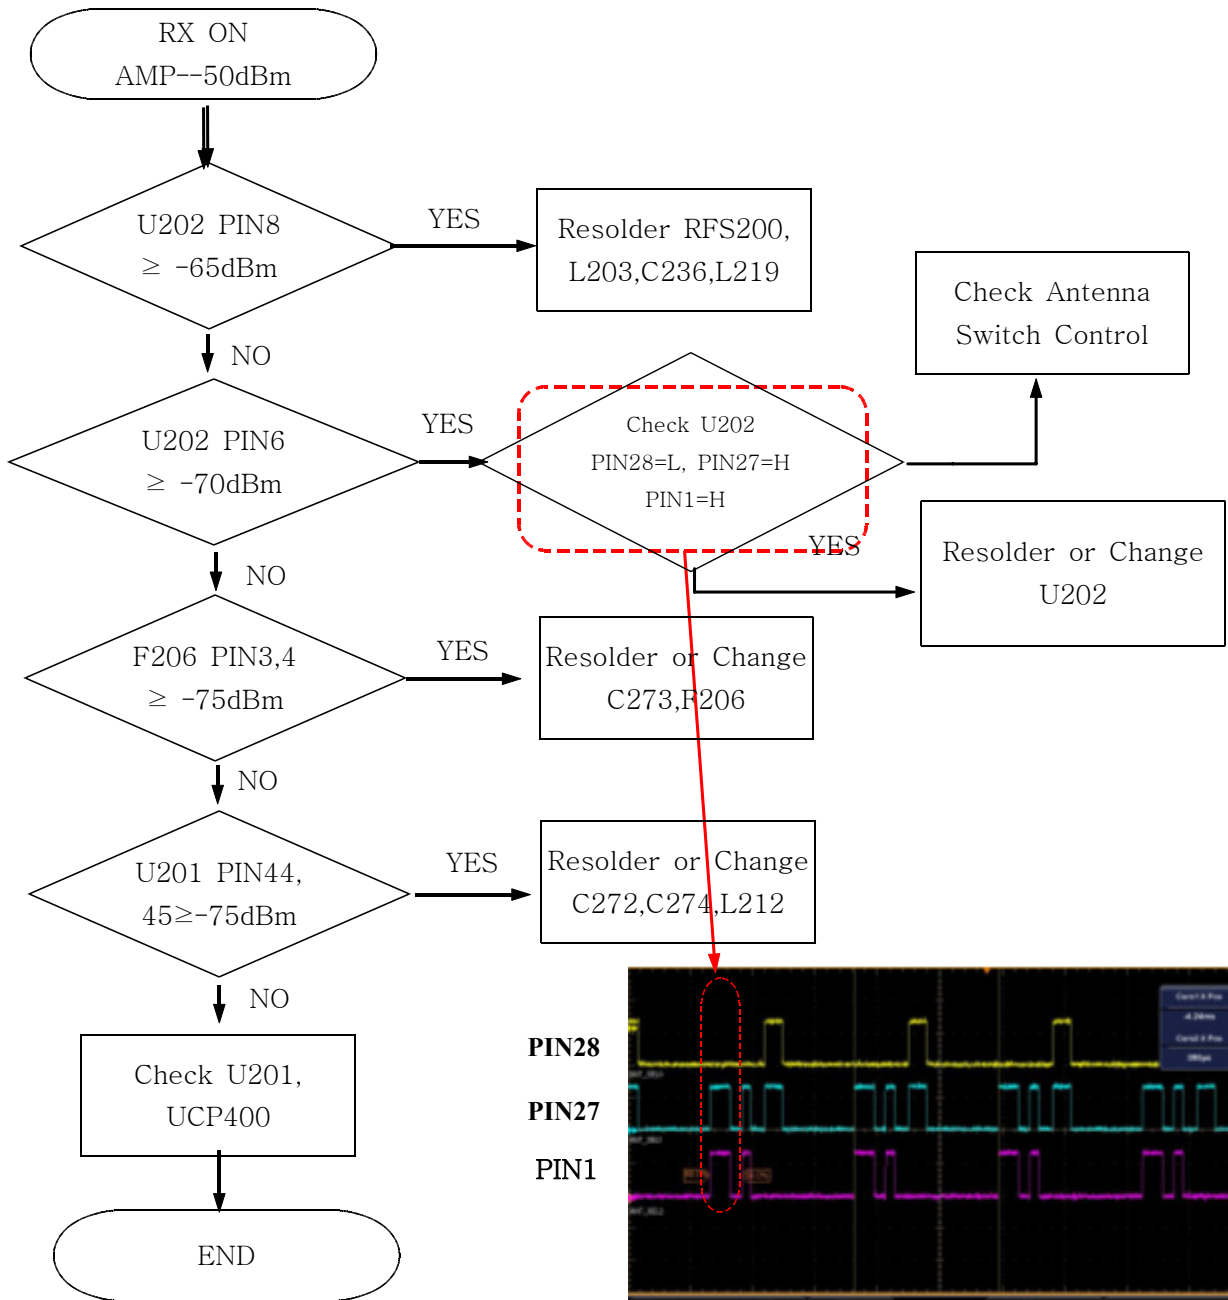 RX ON
AMP--50dBm
U202 PIN8
≥ -65dBm
YES
Resolder RFS200,
L203,C236,L219
Check Antenna
Switch Control
NO
U202 PIN6
≥ -70dBm
YES
Check U202
PIN28=L, PIN27=H
PIN1=H
YES
Resolder or Change
U202
NO
F206 PIN3,4
≥ -75dBm
YES
Resolder or Change
C273,F206
NO
U201 PIN44,
45≥-75dBm
YES
Resolder or Change
C272,C274,L212
NO
Check U201,
UCP400
END
PIN28
PIN27
PIN1